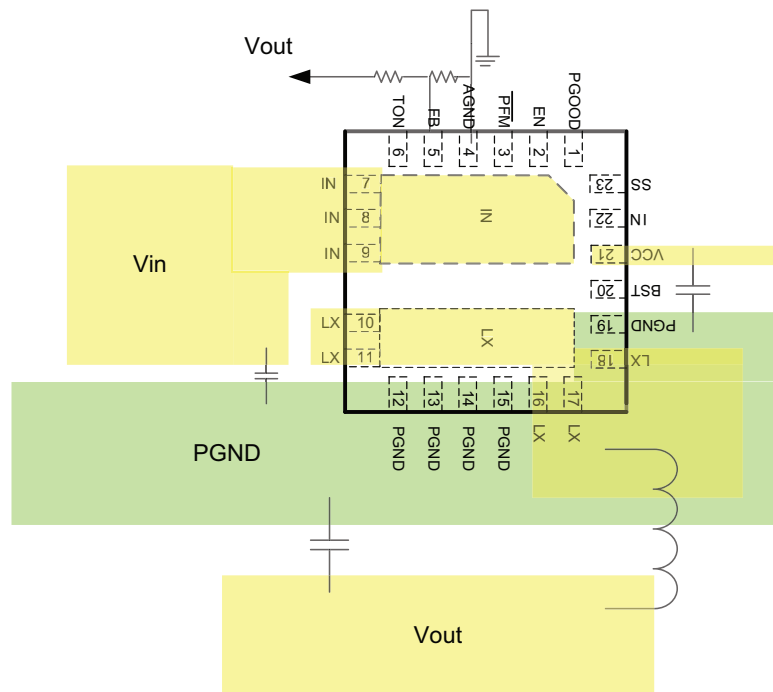 Vout
TON
FB
AGND
PFM
EN
PGOOD
6
5
4
3
2
1
IN 7
IN 8
IN 9
IN
23 SS
22 IN
21 VCC
20 BST
19 PGND
18 LX
Vin
LX 10
LX 11
LX
12
13
14
15
16
17
PGND
PGND
PGND
PGND
LX
LX
PGND
Vout